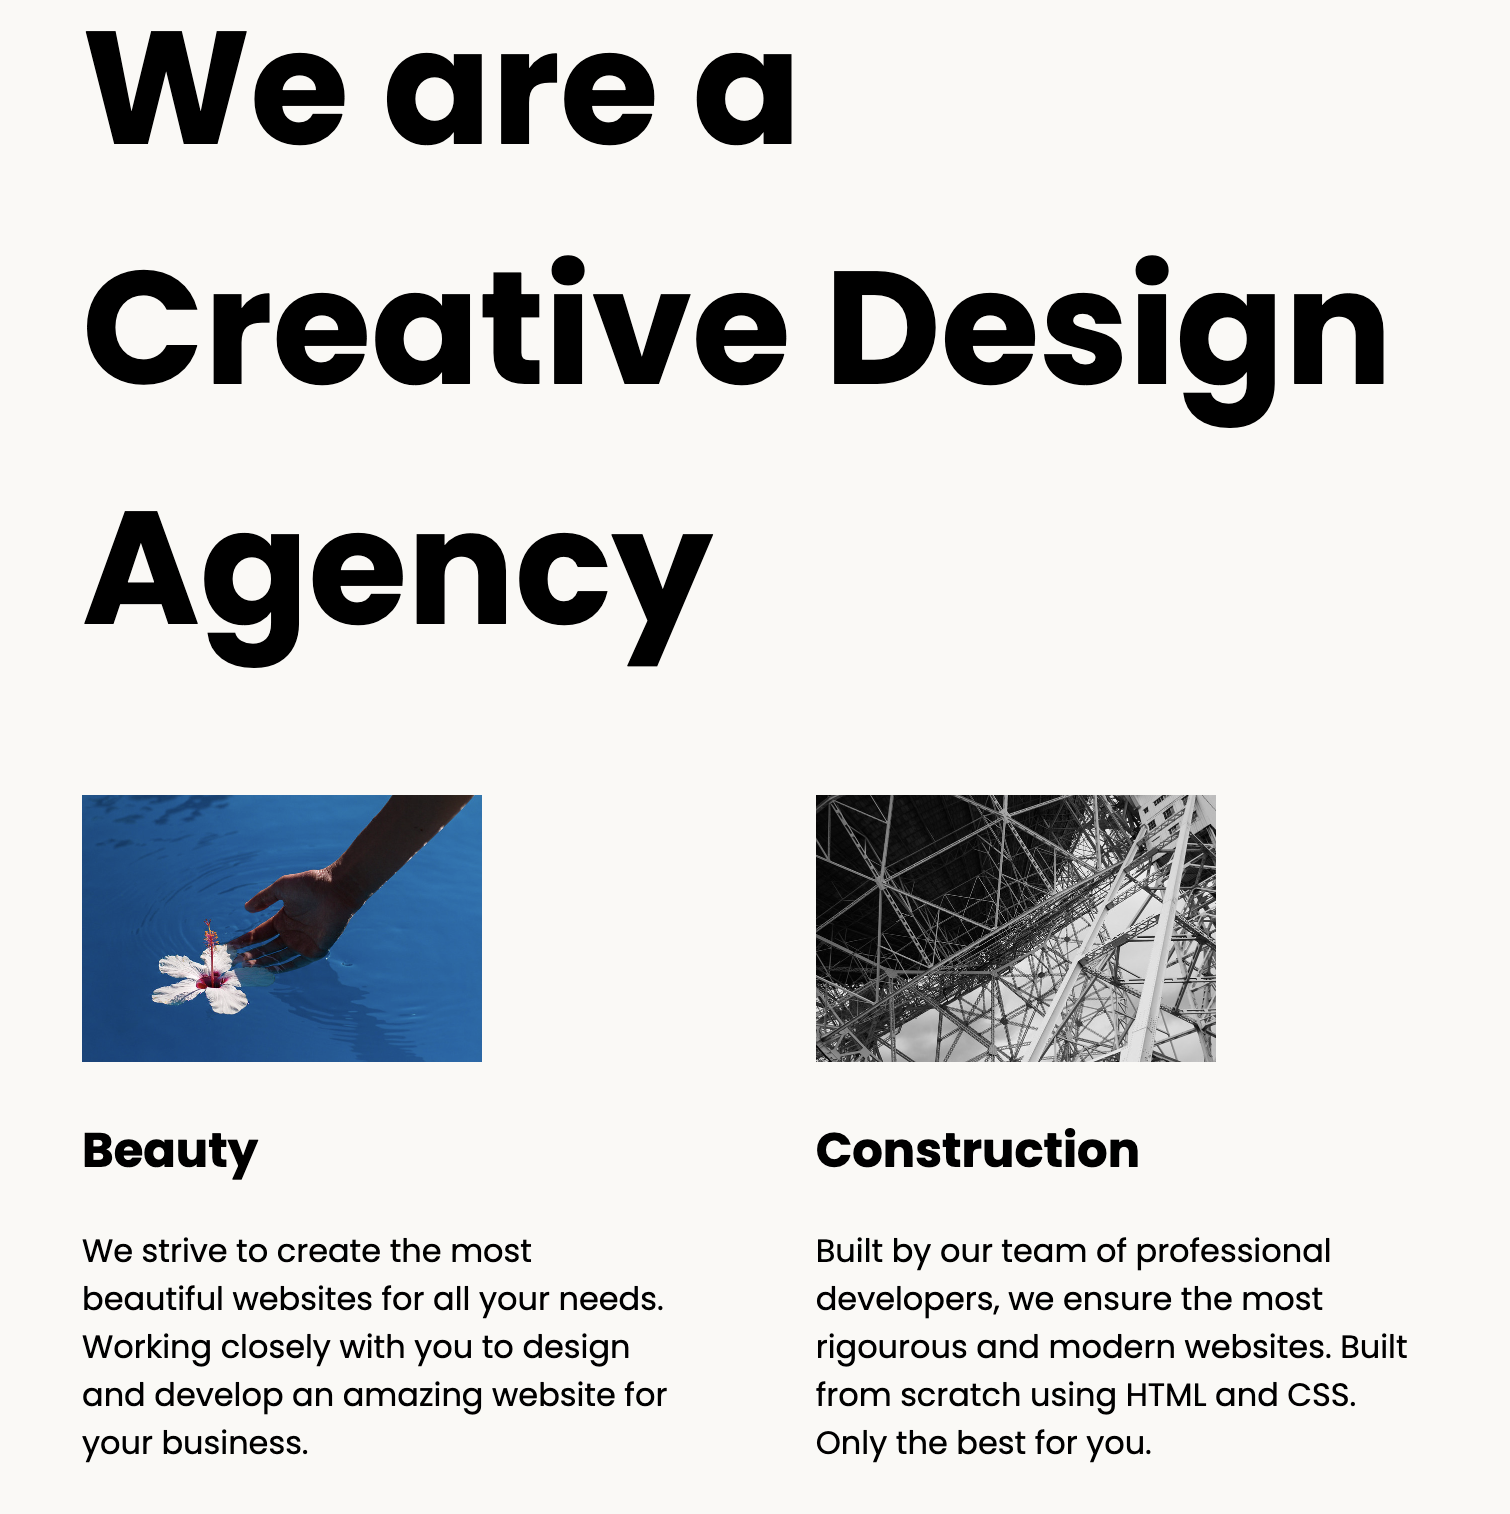 We are a
Creative Design
Agency
Beauty
We strive to create the most
beautiful websites for all your needs.
Working closely with you to design
and develop an amazing website for
your business.
Construction
Built by our team of professional
developers, we ensure the most
rigourous and modern websites. Built
from scratch using HTML and CSS.
Only the best for you.